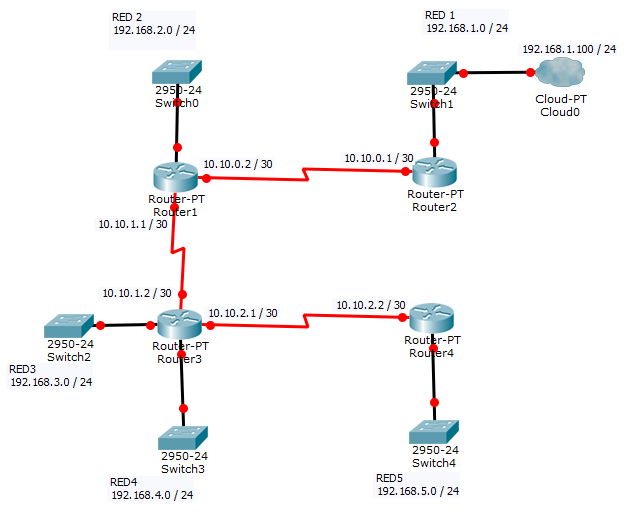 RED 2
192.168.2.0 / 24
RED 1
192.168.1.0 / 24
192.168.1.100 / 24
2950-24
Switch0
2950-24
Switch1
Cloud-PT
Cloud0
10.10.0.2 / 30
10.10.0.1 / 30
Router-PT
Router1
Router-PT
Router2
10.10.1.1 / 30
10.10.1.2 / 30
10.10.2.1 / 30
10.10.2.2 / 30
2950-24
Switch2
Router-PT
Router3
Router-PT
Router4
RED3
192.168.3.0 / 24
2950-24
Switch3
2950-24
Switch4
RED4
192.168.4.0 / 24
RED5
192.168.5.0 / 24